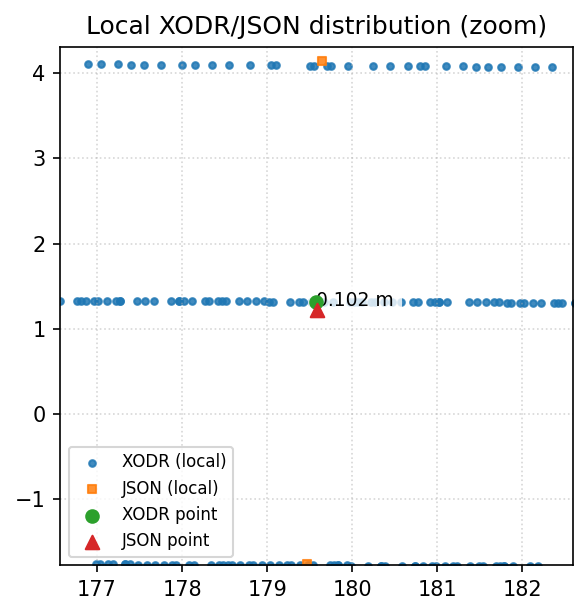 Local XODR/JSON distribution (zoom)
4
3
2
1
0
−1
0.102 m
XODR (local)
JSON (local)
XODR point
JSON point
177 178 179 180 181 182